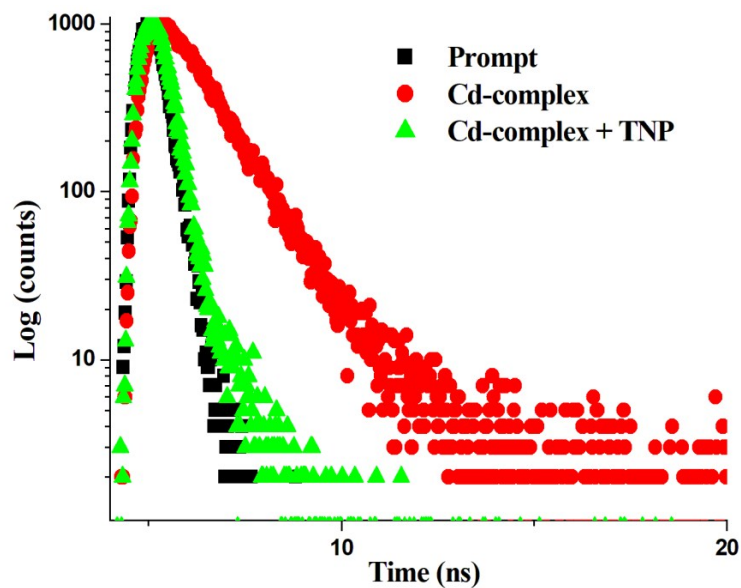 1000
100
10
Log (counts)
Prompt
Cd-complex
Cd-complex + TNP
10
20
Time (ns)